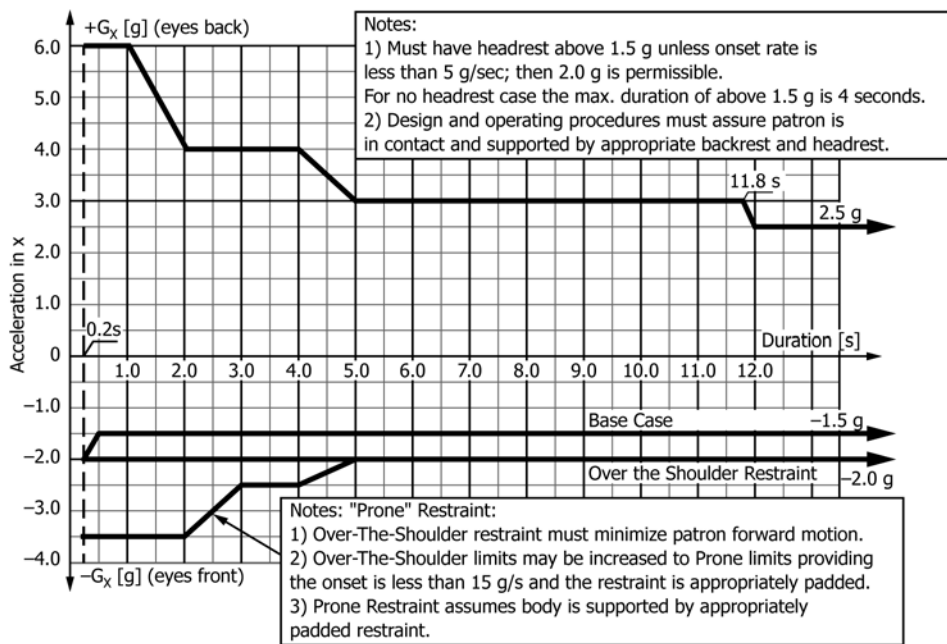 +Gx [g] (eyes back)
Notes:
1) Must have headrest above 1.5 g unless onset rate is
less than 5 g/sec; then 2.0 g is permissible.
For no headrest case the max. duration of above 1.5 g is 4 seconds.
2) Design and operating procedures must assure patron is
in contact and supported by appropriate backrest and headrest.
6.0
5.0
4.0
3.0
2.0
1.0
0
−1.0
−2.0
−3.0
−4.0
Acceleration in x
11.8 s
2.5 g
0.2s
Duration [s]
1.0 2.0 3.0 4.0 5.0 6.0 7.0 8.0 9.0 10.0 11.0 12.0
Base Case −1.5 g
Over the Shoulder Restraint −2.0 g
Notes: "Prone" Restraint:
1) Over-The-Shoulder restraint must minimize patron forward motion.
2) Over-The-Shoulder limits may be increased to Prone limits providing
the onset is less than 15 g/s and the restraint is appropriately padded.
3) Prone Restraint assumes body is supported by appropriately
padded restraint.
−Gx [g] (eyes front)